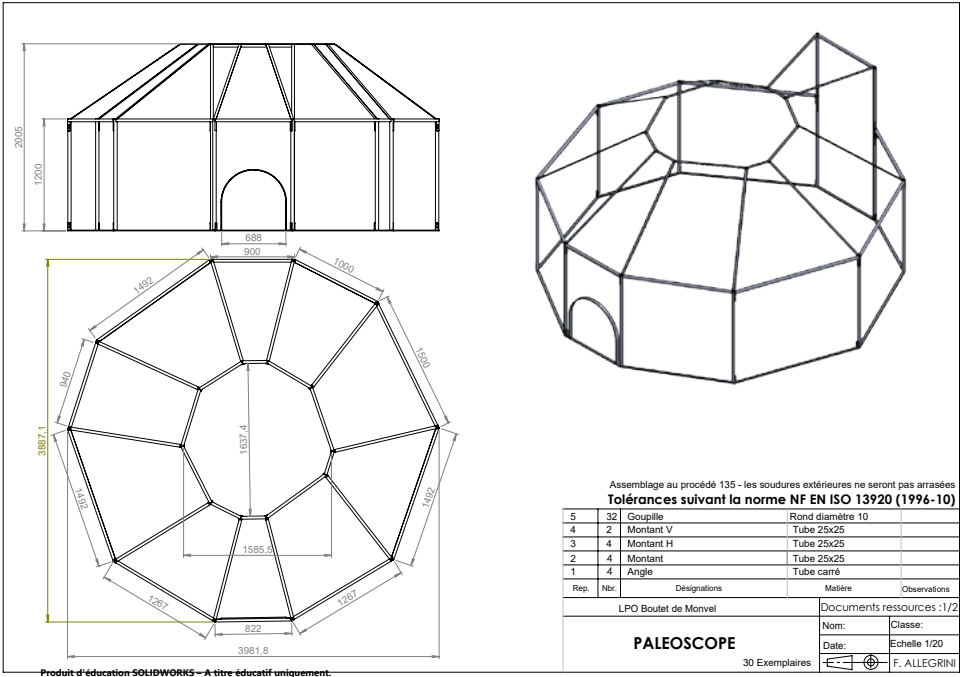 2005
1200
688
900
1492
1000
940
1500
3887,1
1637,4
1492
1492
1585,5
1267
1267
822
3981,8
Assemblage au procédé 135 - les soudures extérieures ne seront pas arrasées
Tolérances suivant la norme NF EN ISO 13920 (1996-10)
5 32 Goupille Rond diamètre 10
4 2 Montant V Tube 25x25
3 4 Montant H Tube 25x25
2 4 Montant Tube 25x25
1 4 Angle Tube carré
Rep. Nbr. Désignations Matière Observations
LPO Boutet de Monvel Documents ressources :1/2
Nom: Classe:
PALEOSCOPE Date: Echelle 1/20
30 Exemplaires F. ALLEGRINI
Produit d'éducation SOLIDWORKS – A titre éducatif uniquement.